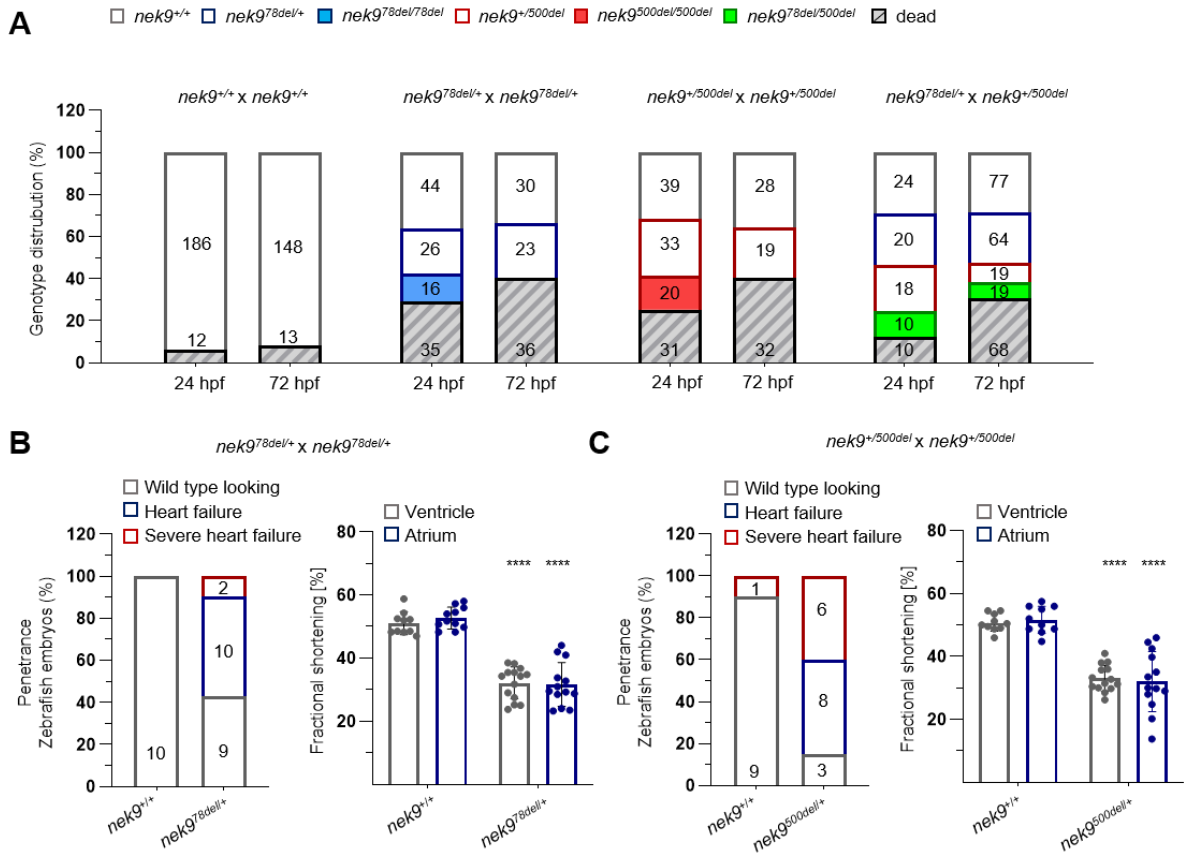 A
nek9+/+ nek978del/+ nek978del/78del nek9+/500del nek9500del/500del nek978del/500del dead
nek9+/+ x nek9+/+ nek978del/+ x nek978del/+ nek9+/500del x nek9+/500del nek978del/+ x nek9+/500del
Genotype distrubution (%)
120
100
80
60
40
20
0
186 148 44 30 39 28 24 77
26 23 33 19 20 64
16 20 18 19
10 19
12 13 35 36 31 32 10 68
24 hpf 72 hpf 24 hpf 72 hpf 24 hpf 72 hpf 24 hpf 72 hpf
B
nek978del/+ x nek978del/+
Wild type looking
Heart failure
Severe heart failure
Penetrance
Zebrafish embryos (%)
120
100
80
60
40
20
0
2
10
10 9
nek9+/+ nek978del/+
Ventricle
Atrium
Fractional shortening [%]
80
60
40
20
**** ****
nek9+/+ nek978del/+
C
nek9+/500del x nek9+/500del
Wild type looking
Heart failure
Severe heart failure
Penetrance
Zebrafish embryos (%)
120
100
80
60
40
20
0
1 6
8
9 3
nek9+/+ nek9500del/+
Ventricle
Atrium
Fractional shortening [%]
80
60
40
20
**** ****
nek9+/+ nek9500del/+